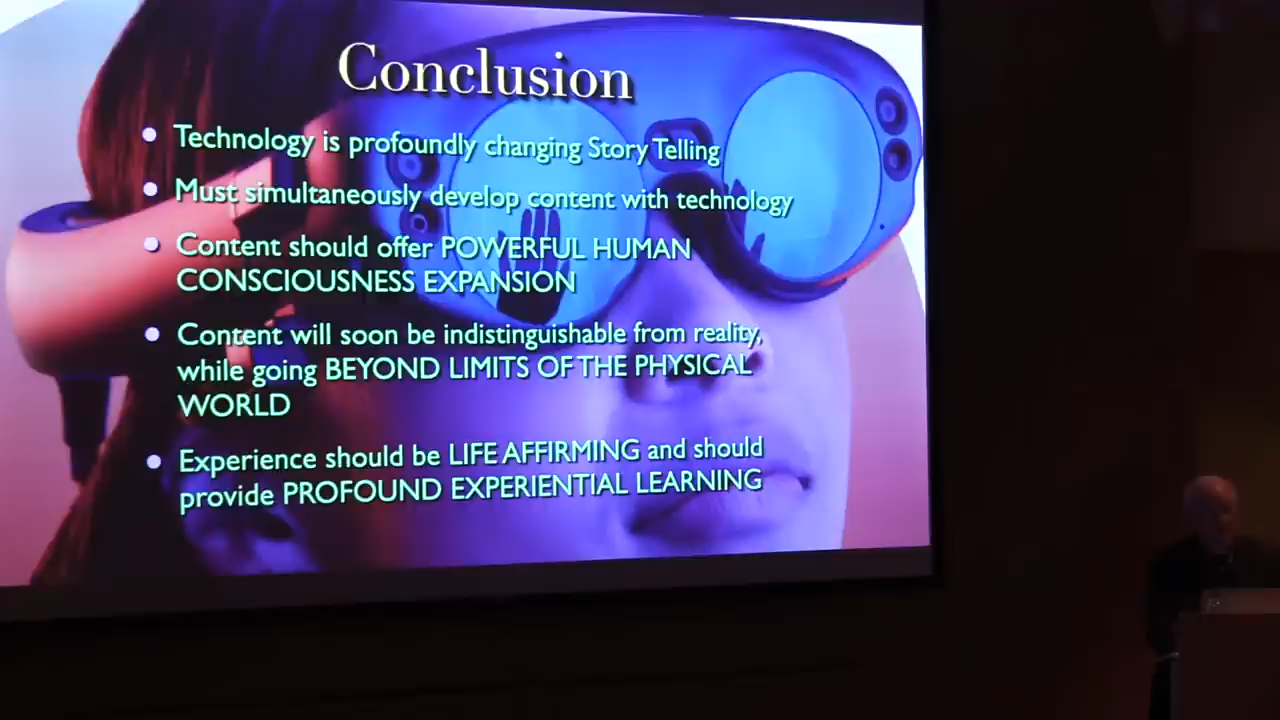 Conclusion
Technology is profoundly changing Story Telling
Must simultaneously develop content with technology
Content should offer POWERFUL HUMAN
CONSCIOUSNESS EXPANSION
Content will soon be indistinguishable from reality,
while going BEYOND LIMITS OF THE PHYSICAL
WORLD
Experience should be LIFE AFFIRMING and should
provide PROFOUND EXPERIENTIAL LEARNING